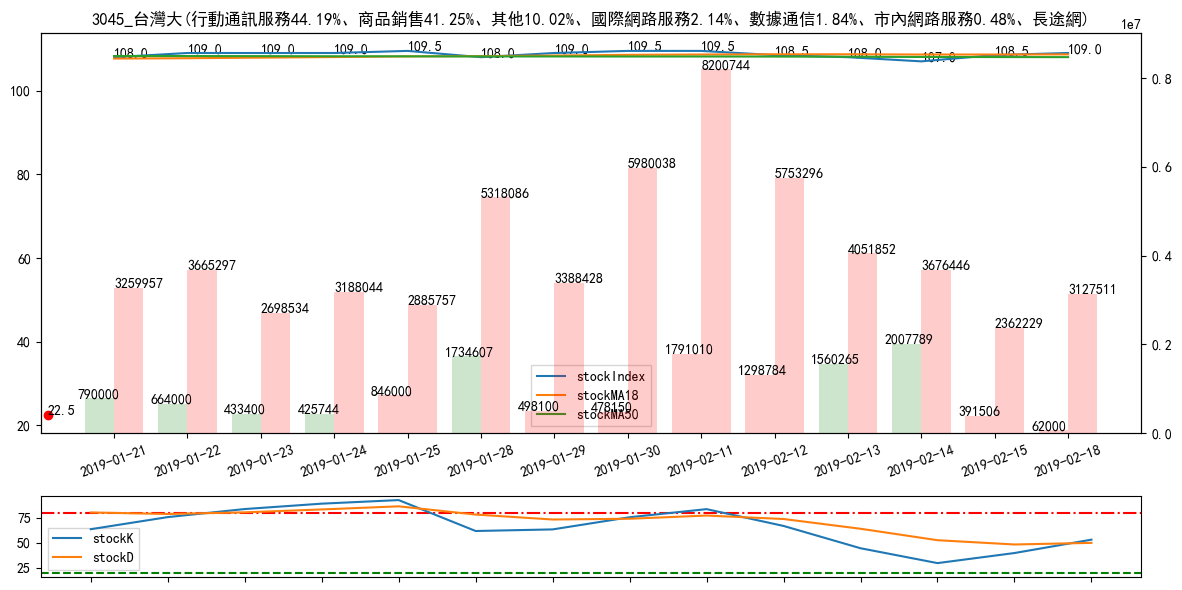 3045_台灣大(行動通訊服務44.19%、商品銷售41.25%、其他10.02%、國際網路服務2.14%、數據通信1.84%、市內網路服務0.48%、長途網)
1e7
108.0 109.0 109.0 109.0 109.5 108.0 109.0 109.5 109.5 108.5 108.0 107.0 108.5 109.0
100
80
60
40
20
0.8
0.6
0.4
0.2
0.0
3259957 3665297 2698534 3188044 2885757 5318086 3388428 5980038 8200744 5753296 4051852 3676446 2362229 3127511
790000 664000 433400 425744 846000 1734607 498100 478150 1791010 1298784 1560265 2007789 391506 62000
22.5
stockIndex
stockMA18
stockMA50
2019-01-21 2019-01-22 2019-01-23 2019-01-24 2019-01-25 2019-01-28 2019-01-29 2019-01-30 2019-02-11 2019-02-12 2019-02-13 2019-02-14 2019-02-15 2019-02-18
75
50
25
stockK
stockD